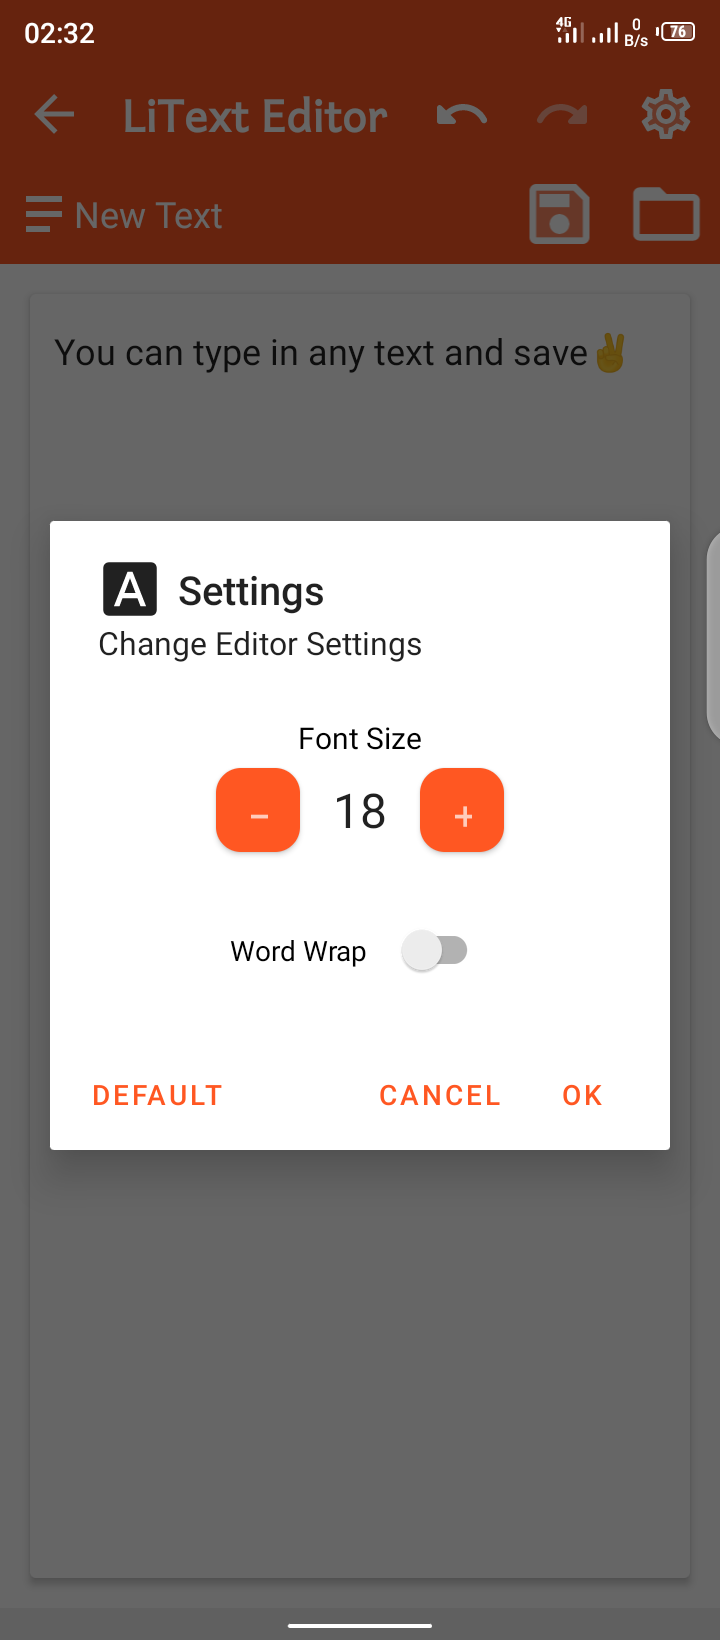 02:32
4G 0 B/s 76
LiText Editor
New Text
You can type in any text and save✌
A Settings
Change Editor Settings
Font Size
- 18 +
Word Wrap
DEFAULT CANCEL OK